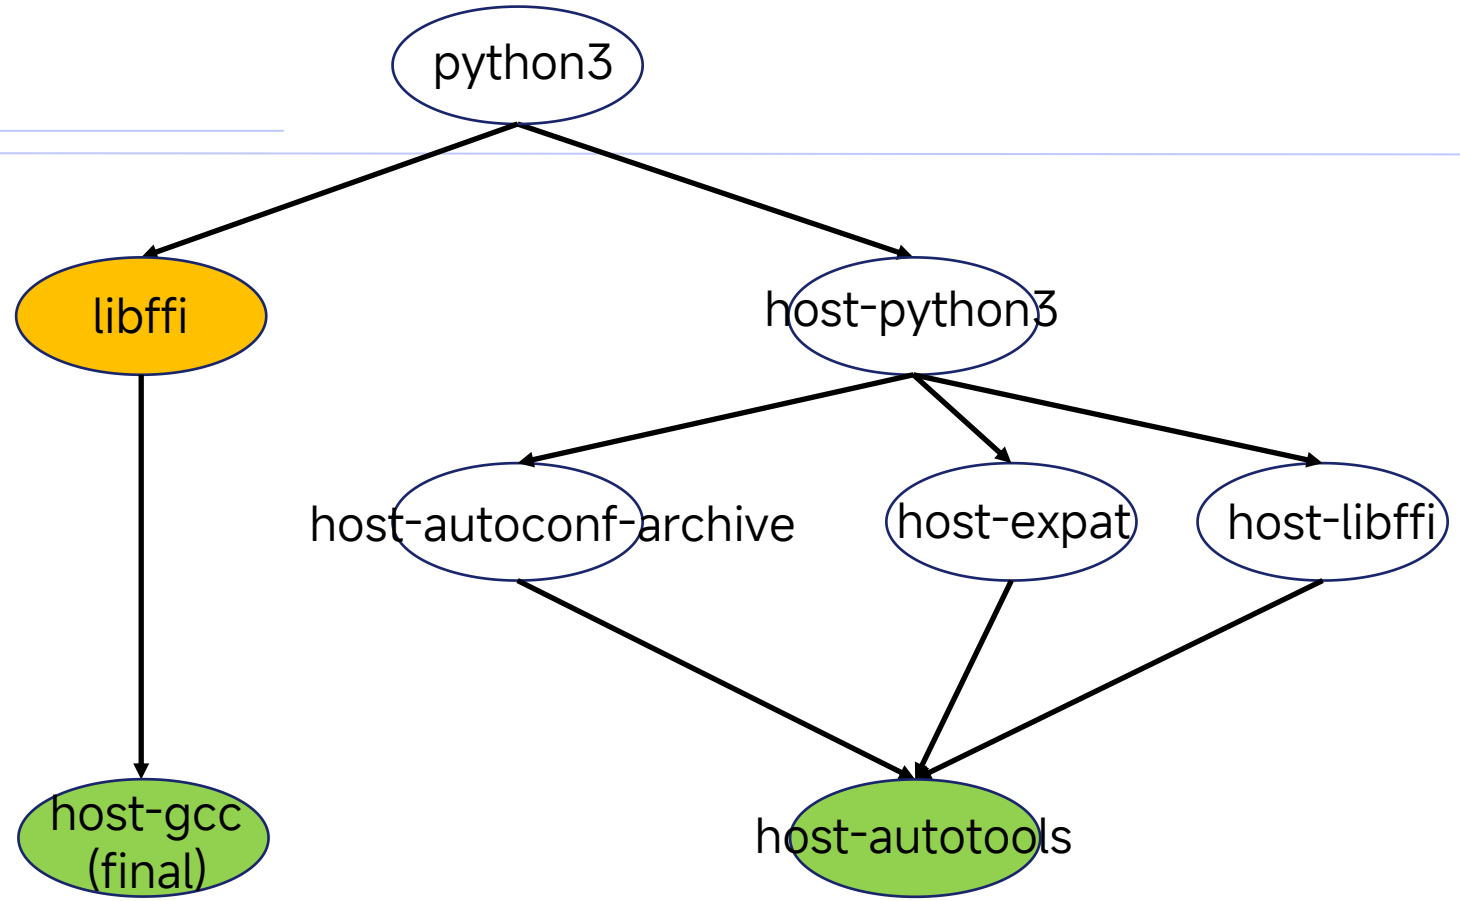 python3
libffi
host-python3
host-autoconf-archive
host-expat
host-libffi
host-gcc
(final)
host-autotools